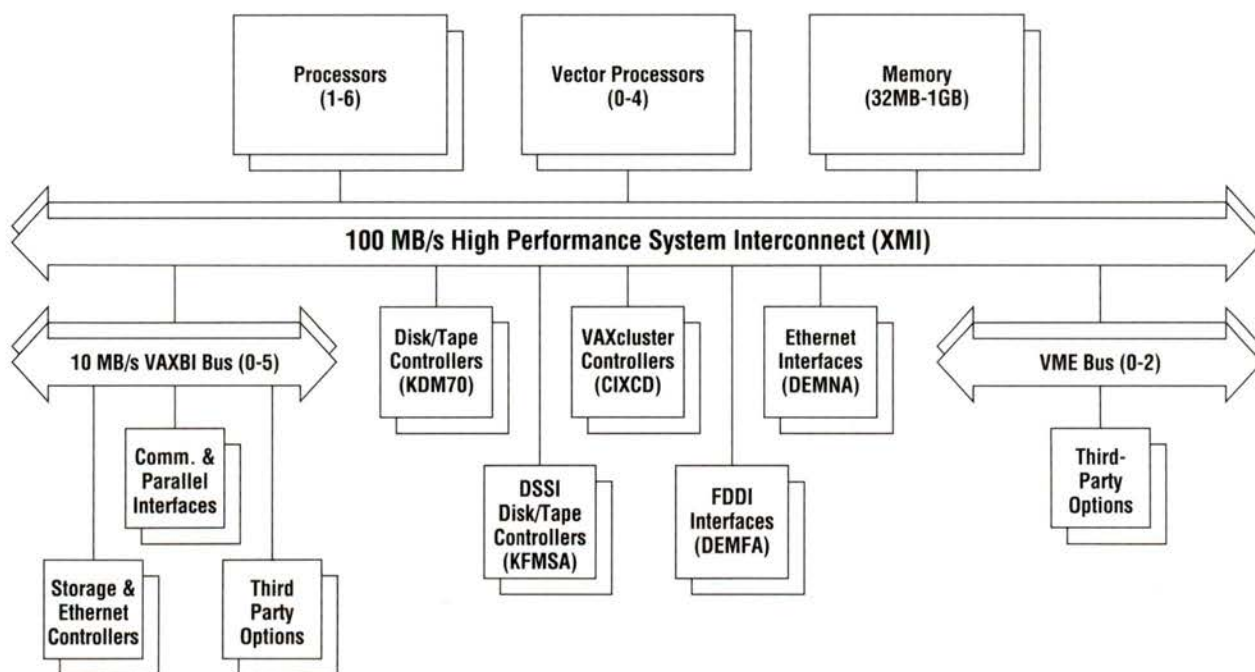 Processors
(1-6)
Vector Processors
(0-4)
Memory
(32MB-1GB)
100 MB/s High Performance System Interconnect (XMI)
10 MB/s VAXBI Bus (0-5)
Disk/Tape
Controllers
(KDM70)
VAXcluster
Controllers
(CIXCD)
Ethernet
Interfaces
(DEMNA)
VME Bus (0-2)
Comm. &
Parallel
Interfaces
DSSI
Disk/Tape
Controllers
(KFMSA)
FDDI
Interfaces
(DEMFA)
Third-
Party
Options
Storage &
Ethernet
Controllers
Third
Party
Options